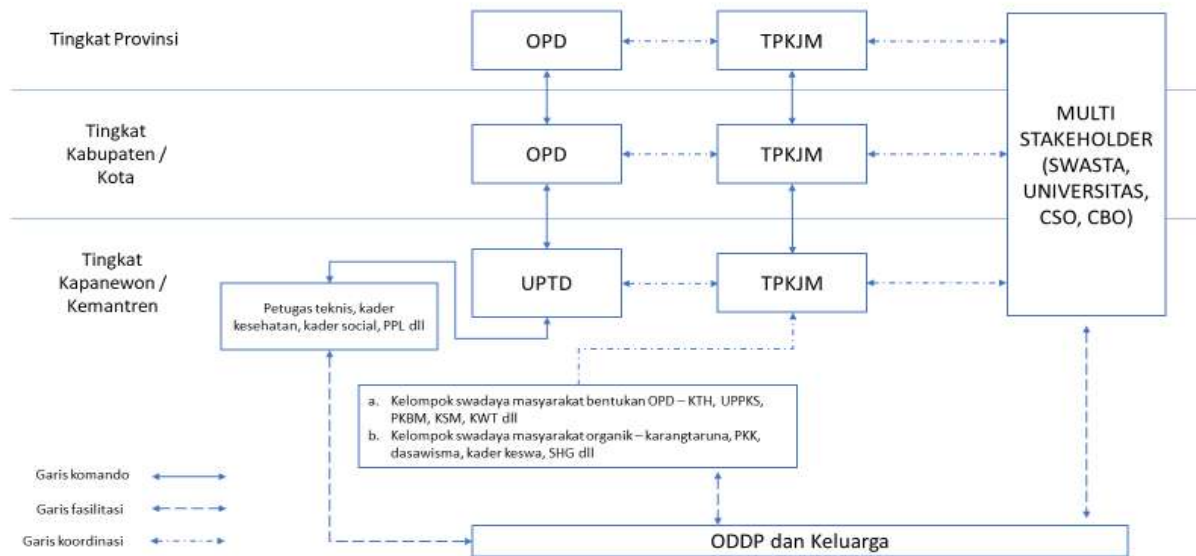 Tingkat Provinsi
OPD
TPKJM
MULTI
STAKEHOLDER
(SWASTA,
UNIVERSITAS,
CSO, CBO)
Tingkat
Kabupaten /
Kota
OPD
TPKJM
Tingkat
Kapanewon /
Kemantren
UPTD
TPKJM
Petugas teknis, kader
kesehatan, kader social, PPL dll
a. Kelompok swadaya masyarakat bentukan OPD – KTH, UPPKS,
PKBM, KSM, KWT dll
b. Kelompok swadaya masyarakat organik – karangtaruna, PKK,
dasawisma, kader keswa, SHG dll
Garis komando
Garis fasilitasi
Garis koordinasi
ODDP dan Keluarga